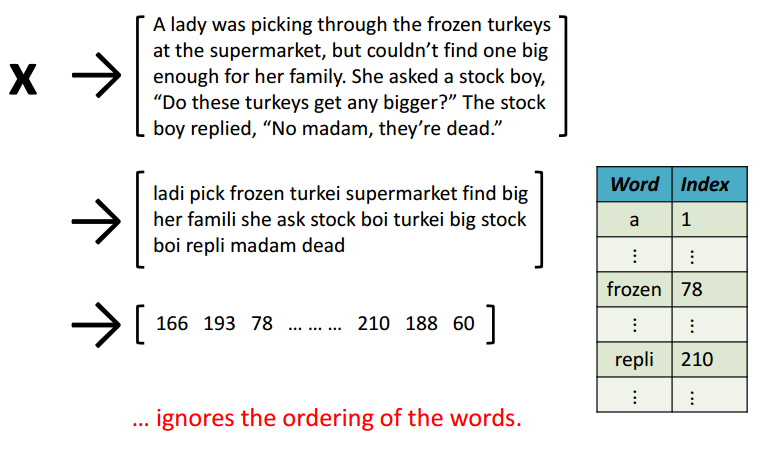 x → A lady was picking through the frozen turkeys
at the supermarket, but couldn’t find one big
enough for her family. She asked a stock boy,
“Do these turkeys get any bigger?” The stock
boy replied, “No madam, they’re dead.”
→ ladi pick frozen turkei supermarket find big
her famili she ask stock boi turkei big stock
boi repli madam dead
→ [ 166 193 78 … … … 210 188 60 ]
… ignores the ordering of the words.
Word Index
a 1
⋮ ⋮
frozen 78
⋮ ⋮
repli 210
⋮ ⋮